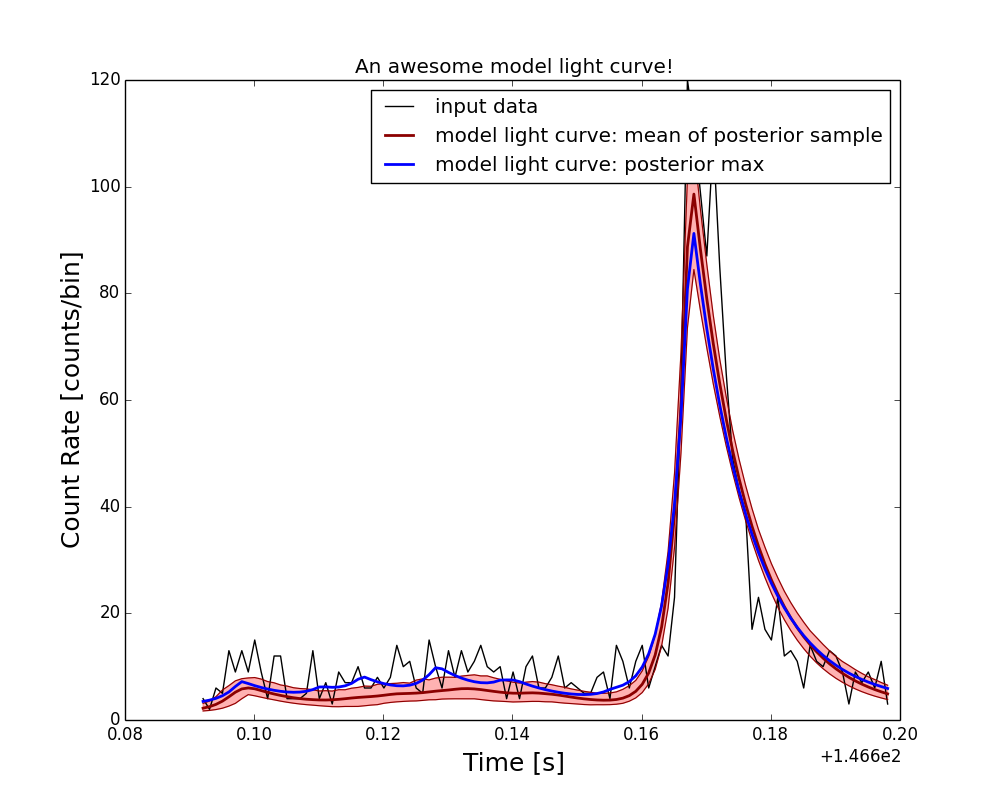 An awesome model light curve!
input data
model light curve: mean of posterior sample
model light curve: posterior max
Count Rate [counts/bin]
120
100
80
60
40
20
0
0.08 0.10 0.12 0.14 0.16 0.18 0.20
+1.466e2
Time [s]